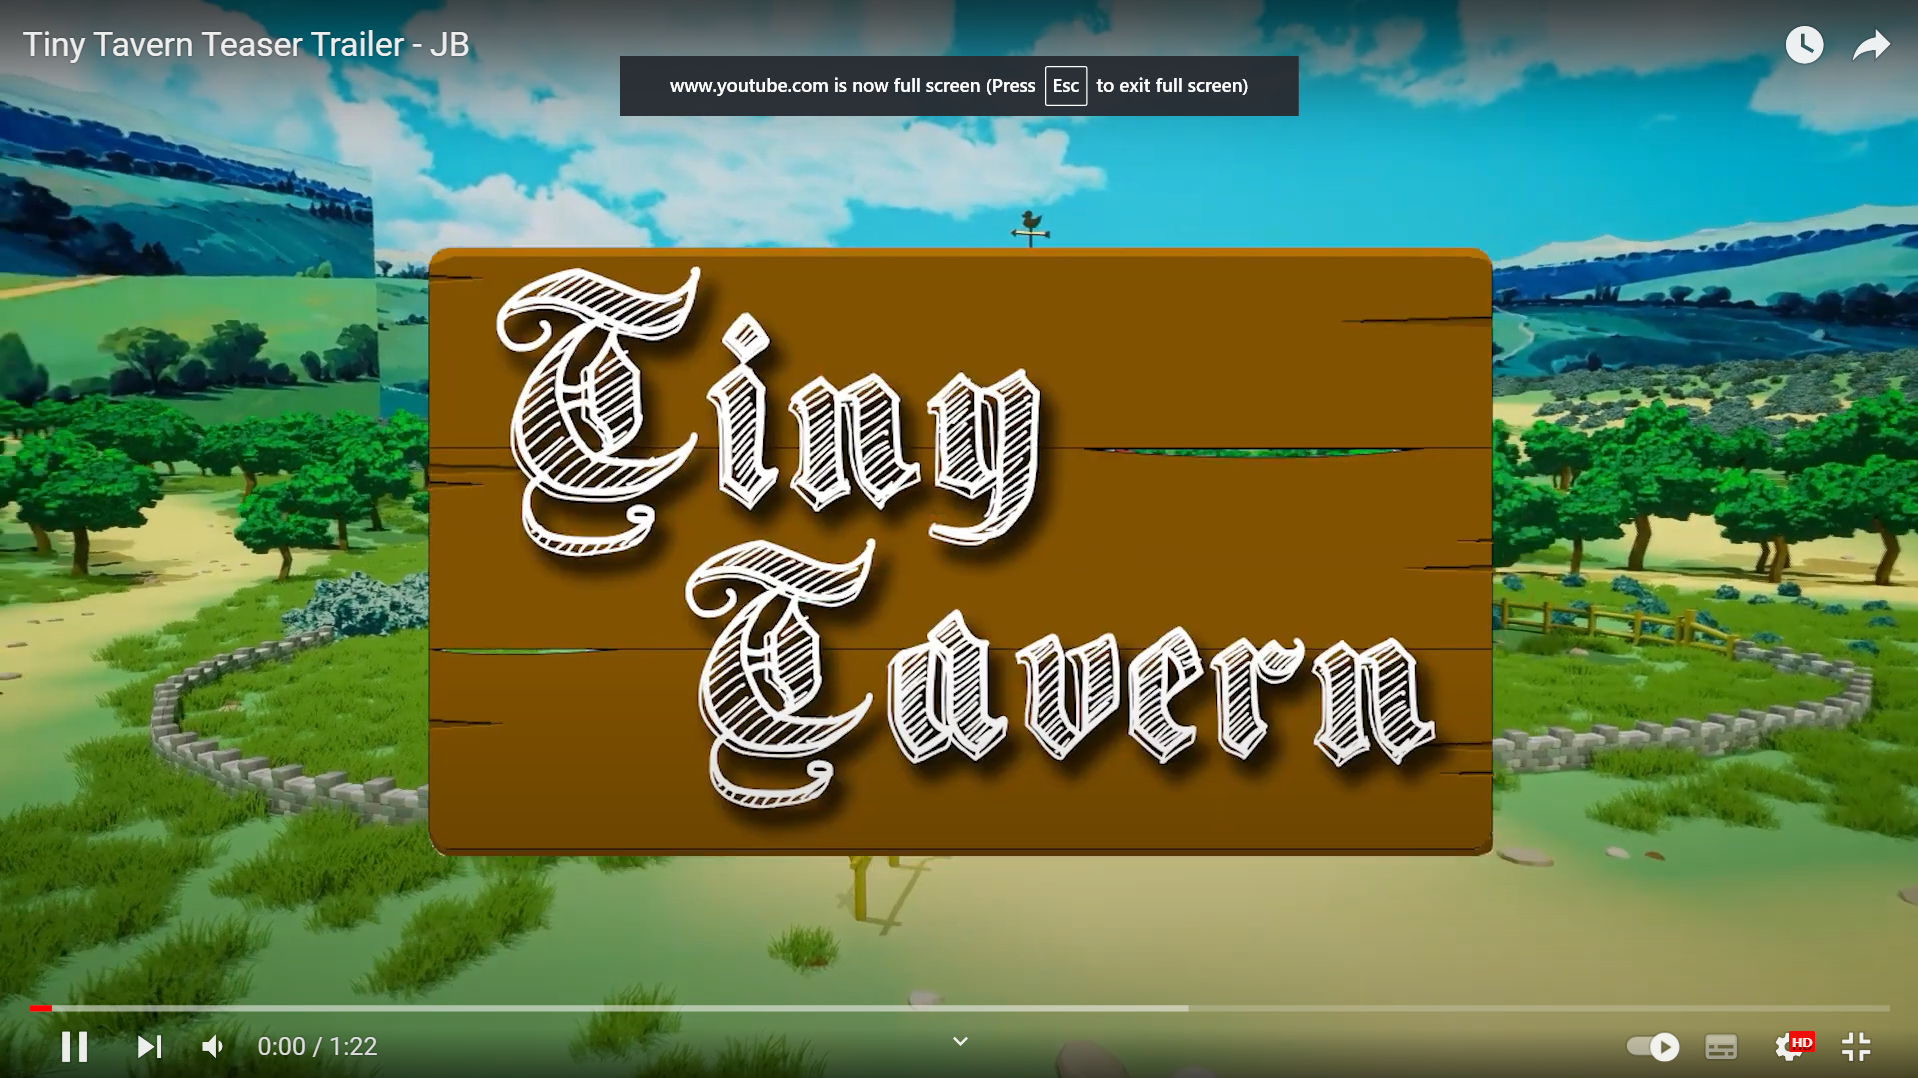 Tiny Tavern Teaser Trailer - JB
www.youtube.com is now full screen (Press Esc to exit full screen)
Tiny
Tavern
0:00 / 1:22
HD